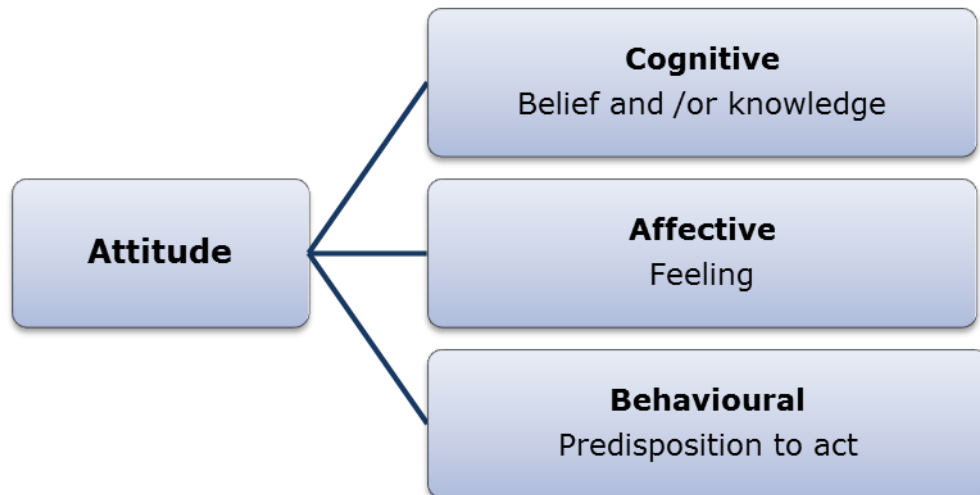 Cognitive
Belief and /or knowledge
Attitude
Affective
Feeling
Behavioural
Predisposition to act